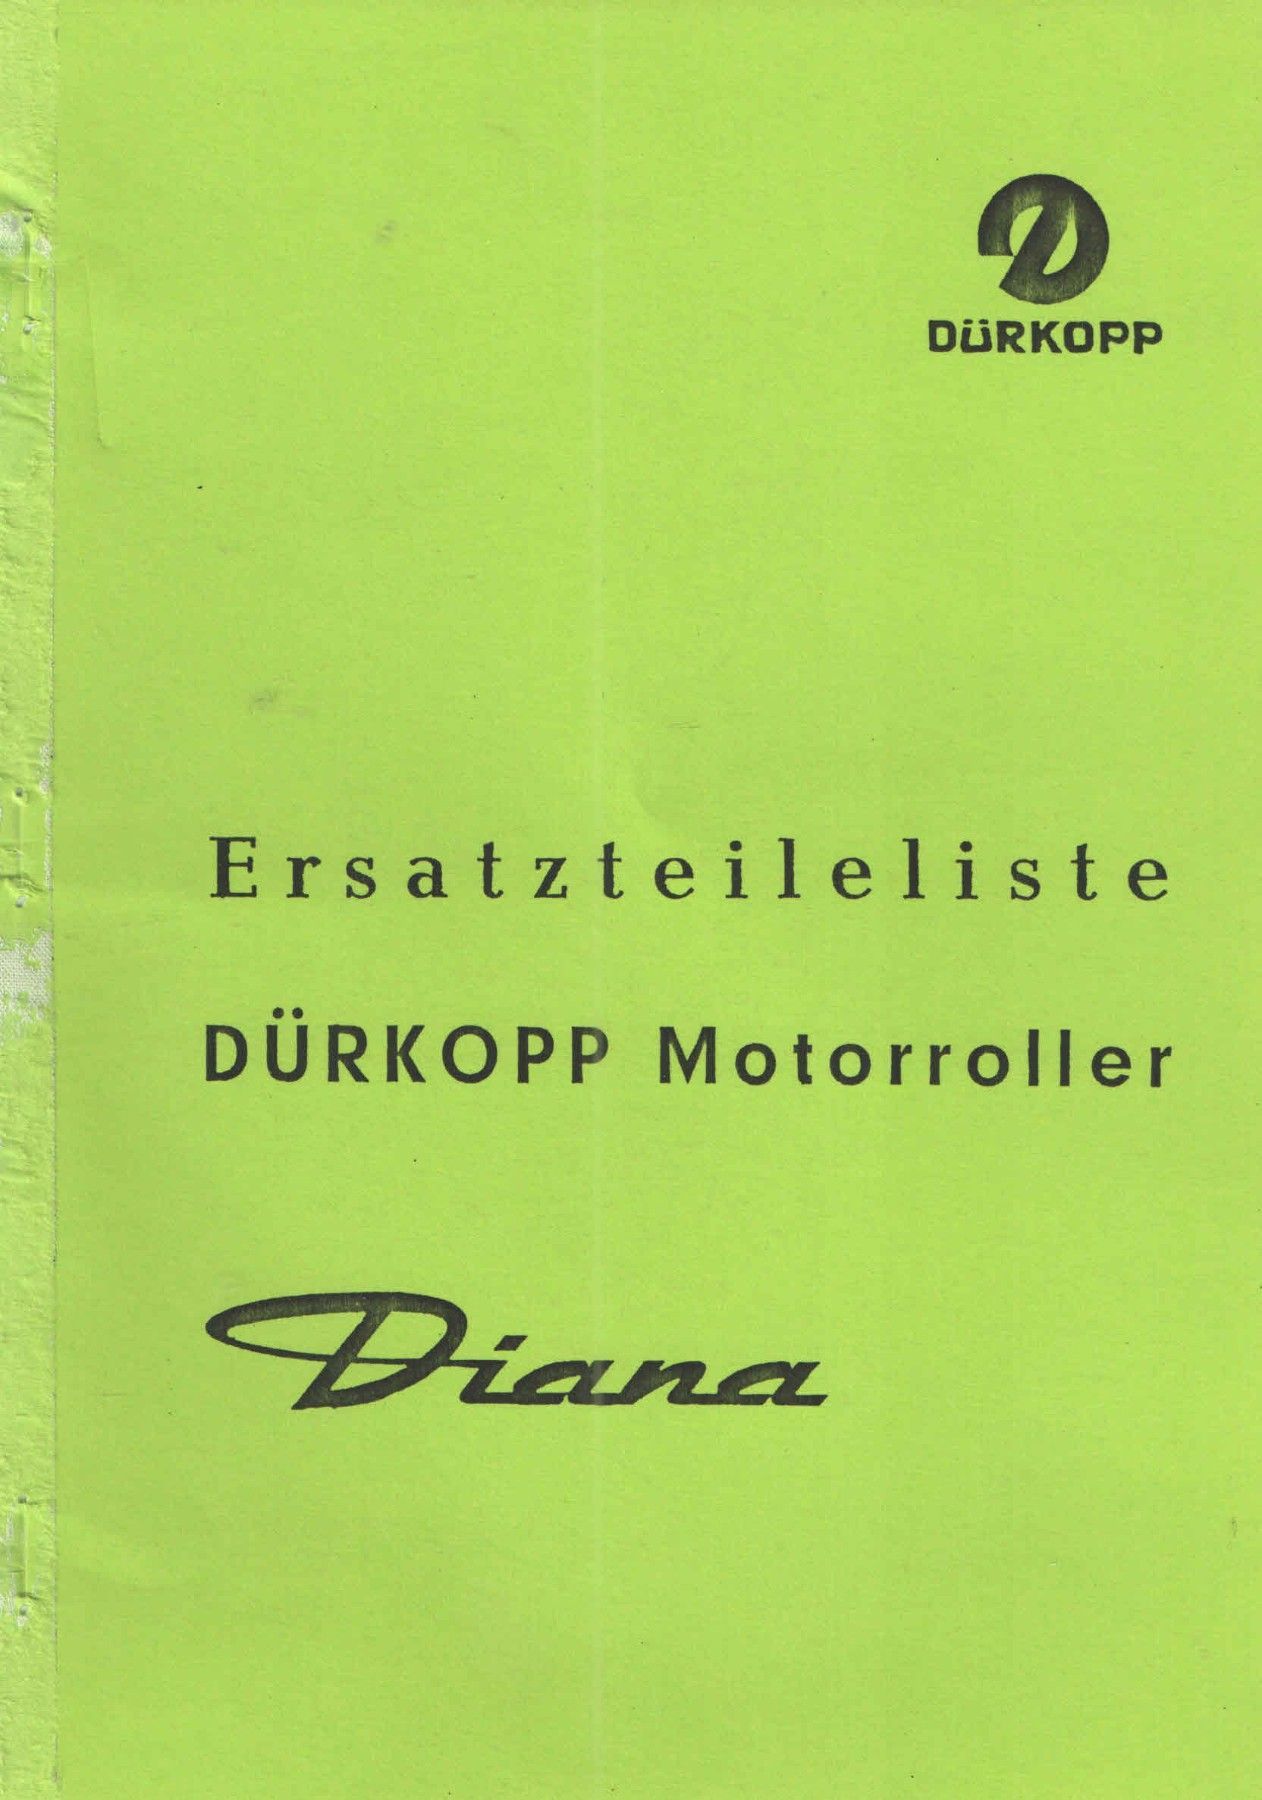 DÜRKOPP
Ersatzteileliste
DÜRKOPP Motorroller
Diana